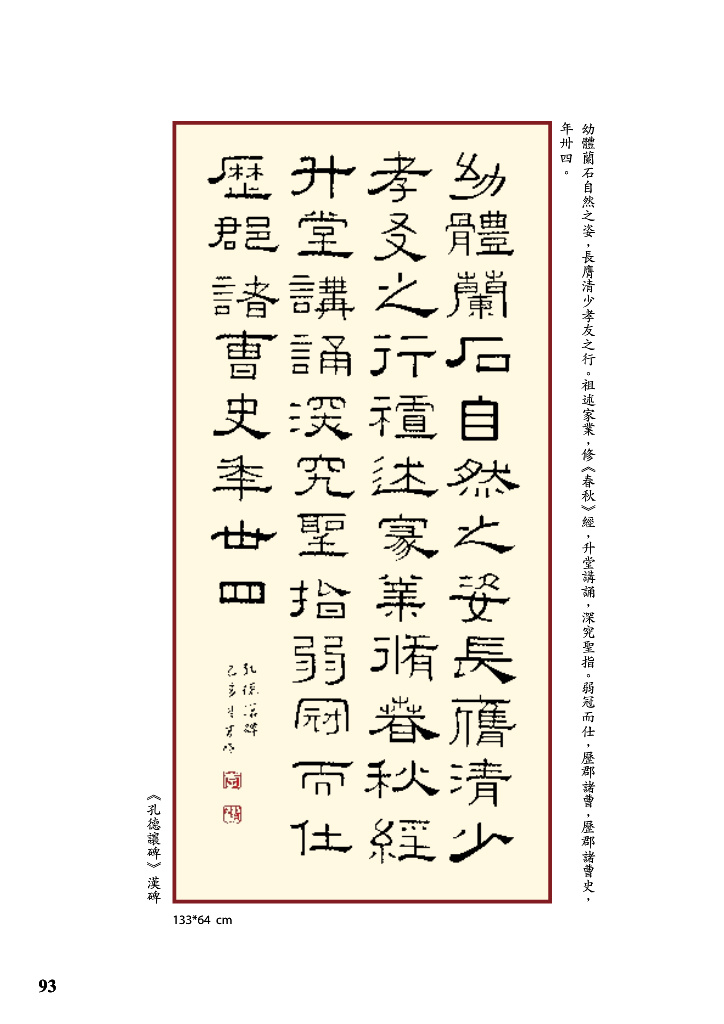 幼體蘭石自然之姿，長膺清少孝友之行。祖述家業，修《春秋》經，升堂講誦，深究聖指。弱冠而仕，歷郡諸曹，歷郡諸曹史，
年卅四。
幼體蘭石自然之姿長膺清少
孝友之行祖述家業脩春秋經
升堂講誦深究聖指弱冠而仕
歷郡諸曹史年卅四
孔德讓碑
己亥
《孔德讓碑》漢碑
133*64 cm
93